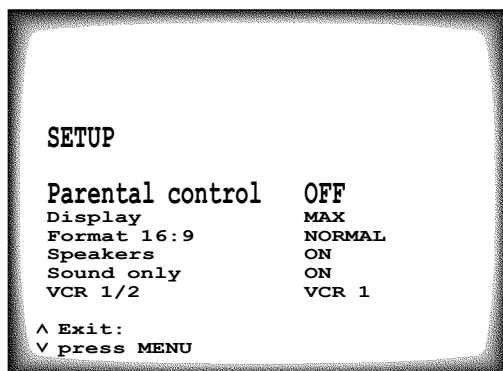 SETUP
Parental control OFF
Display MAX
Format 16:9 NORMAL
Speakers ON
Sound only ON
VCR 1/2 VCR 1
∧ Exit:
∨ press MENU